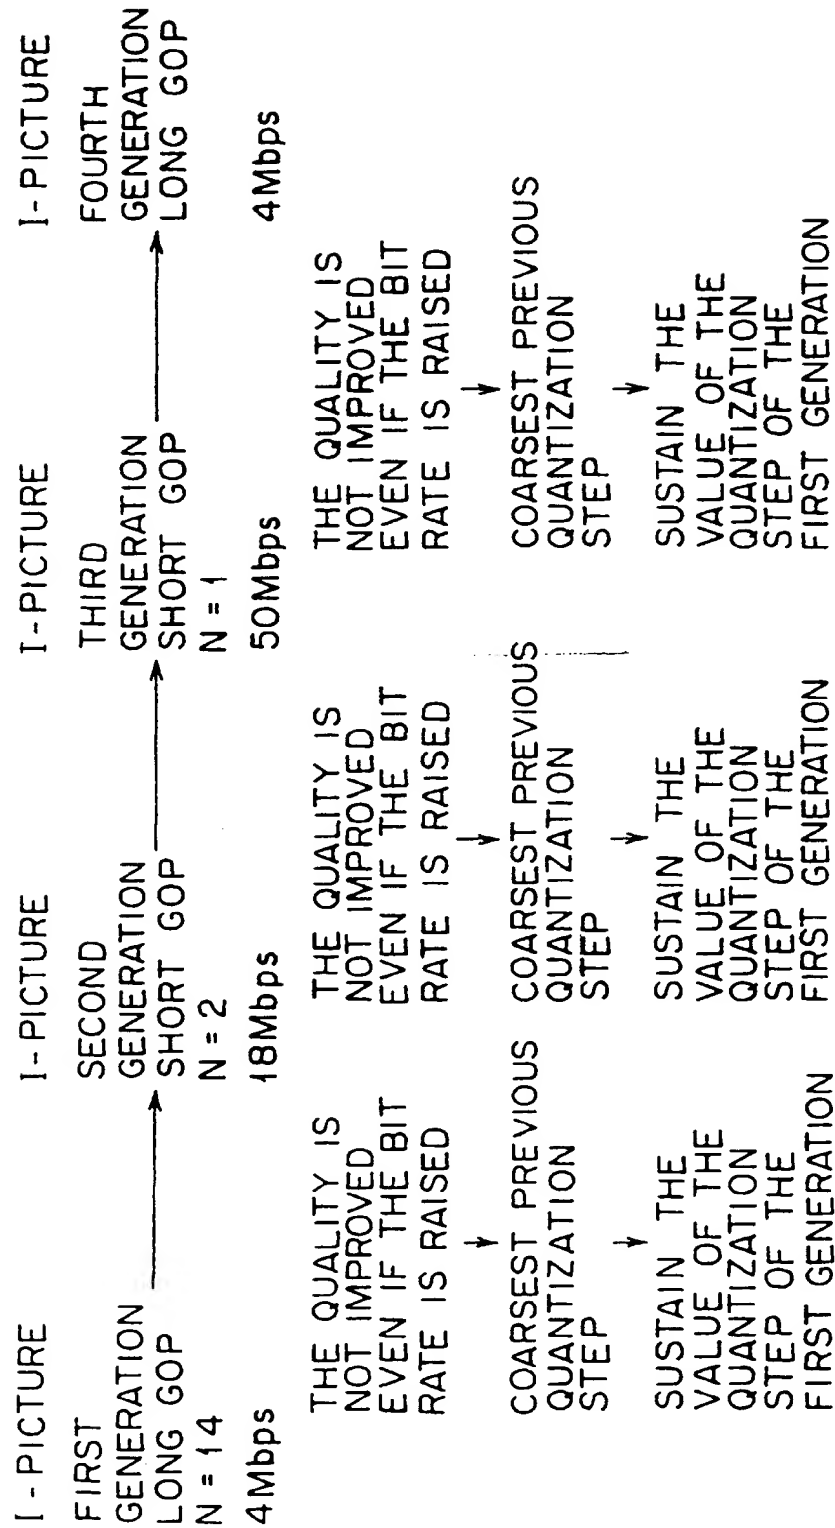 I-PICTURE
FIRST
GENERATION
LONG GOP
N = 14
4Mbps
I-PICTURE
SECOND
GENERATION
SHORT GOP
N = 2
18Mbps
I-PICTURE
THIRD
GENERATION
SHORT GOP
N = 1
50Mbps
I-PICTURE
FOURTH
GENERATION
LONG GOP
4Mbps
THE QUALITY IS
NOT IMPROVED
EVEN IF THE BIT
RATE IS RAISED
COARSEST PREVIOUS
QUANTIZATION
STEP
SUSTAIN THE
VALUE OF THE
QUANTIZATION
STEP OF THE
FIRST GENERATION
THE QUALITY IS
NOT IMPROVED
EVEN IF THE BIT
RATE IS RAISED
COARSEST PREVIOUS
QUANTIZATION
STEP
SUSTAIN THE
VALUE OF THE
QUANTIZATION
STEP OF THE
FIRST GENERATION
THE QUALITY IS
NOT IMPROVED
EVEN IF THE BIT
RATE IS RAISED
COARSEST PREVIOUS
QUANTIZATION
STEP
SUSTAIN THE
VALUE OF THE
QUANTIZATION
STEP OF THE
FIRST GENERATION